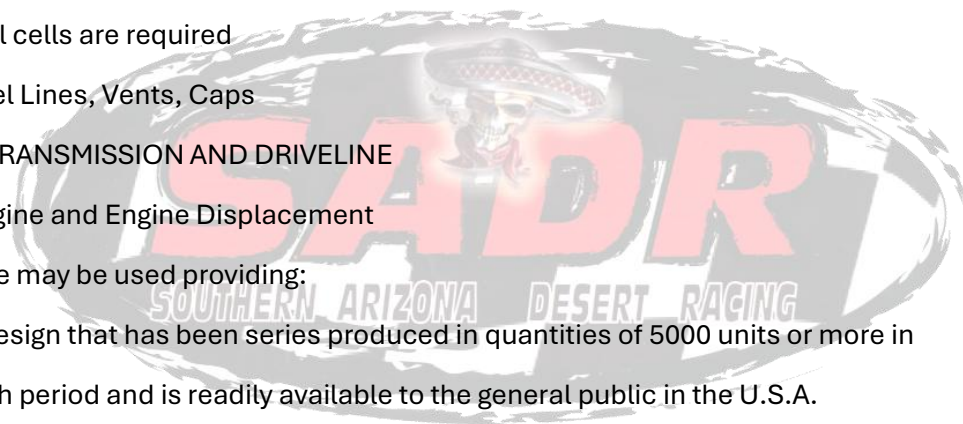 l cells are required
el Lines, Vents, Caps
RANSMISSION AND DRIVELINE
gine and Engine Displacement
e may be used providing:
SADR
SOUTHERN ARIZONA DESERT RACING
esign that has been series produced in quantities of 5000 units or more in
h period and is readily available to the general public in the U.S.A.